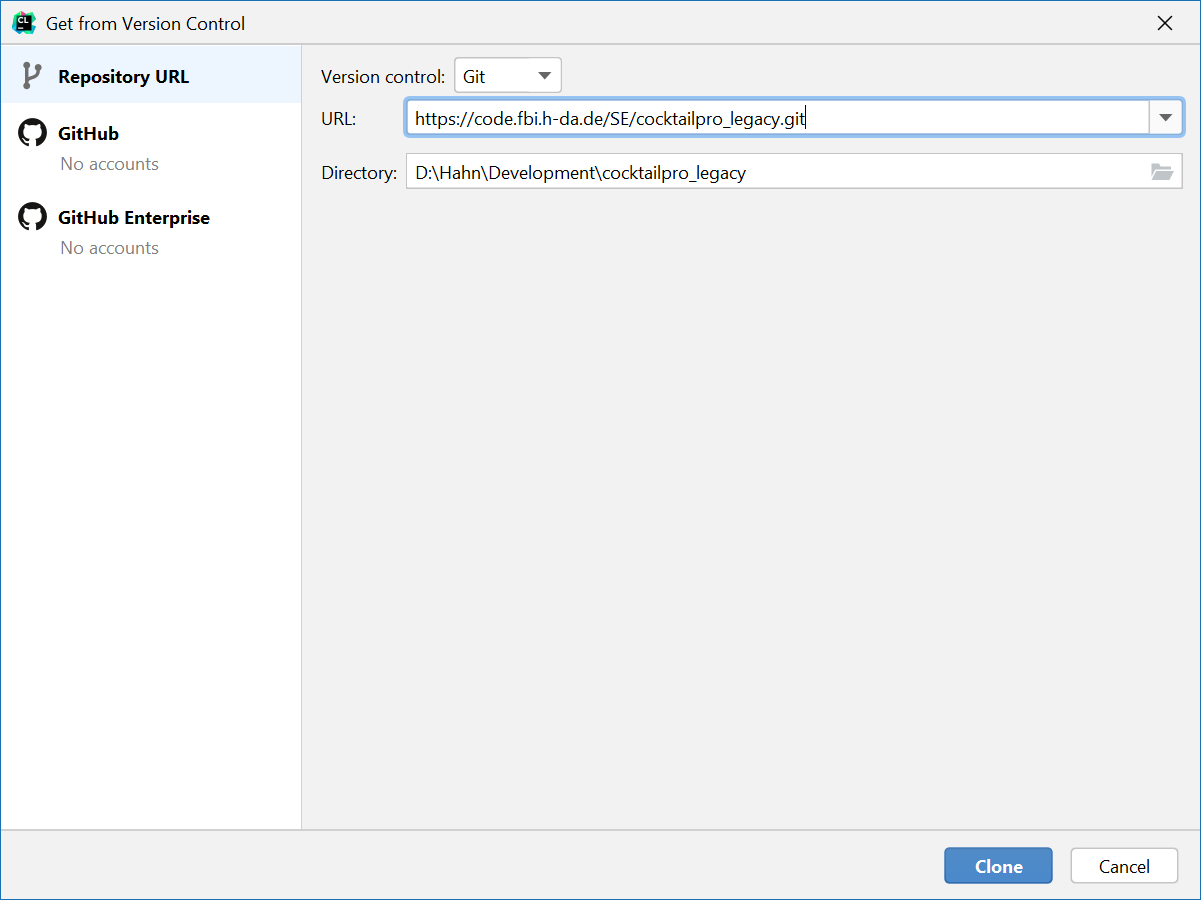 CL
Get from Version Control
Repository URL
GitHub
No accounts
GitHub Enterprise
No accounts
Version control: Git
URL: https://code.fbi.h-da.de/SE/cocktailpro_legacy.git
Directory: D:\Hahn\Development\cocktailpro_legacy
Clone Cancel